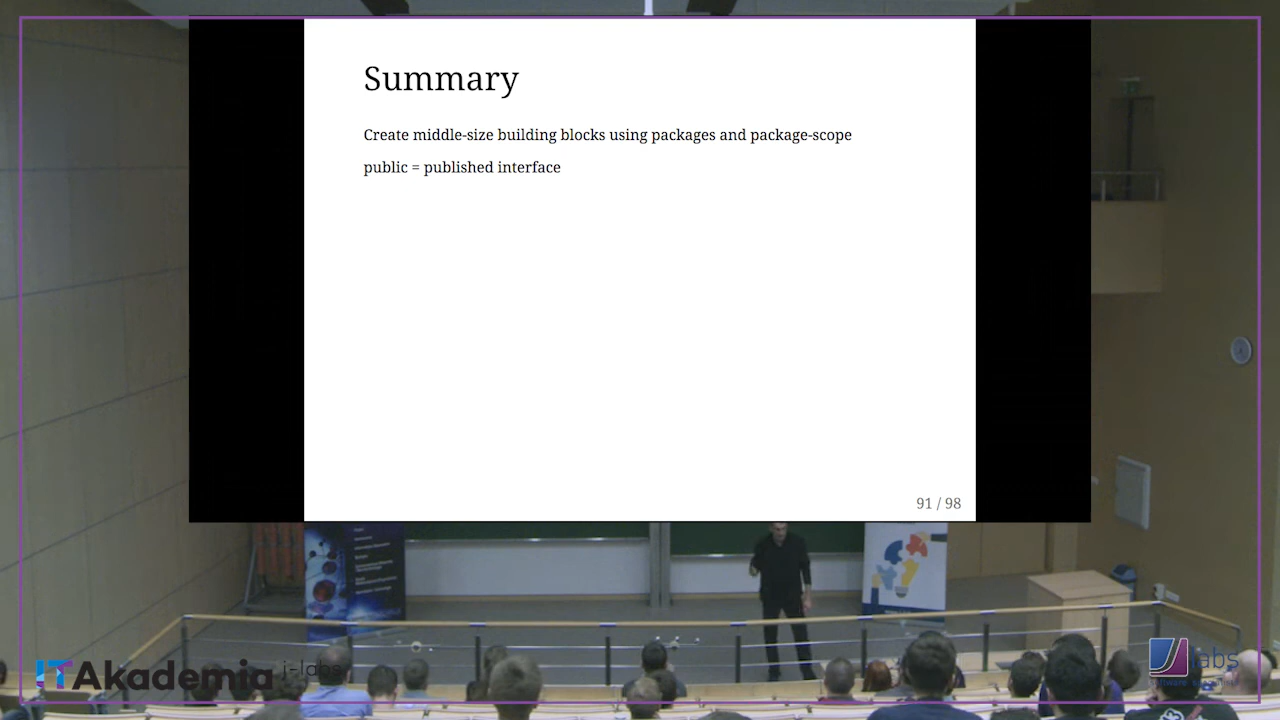 Summary
Create middle-size building blocks using packages and package-scope
public = published interface
91 / 98
ITAkademia j-labs
labs